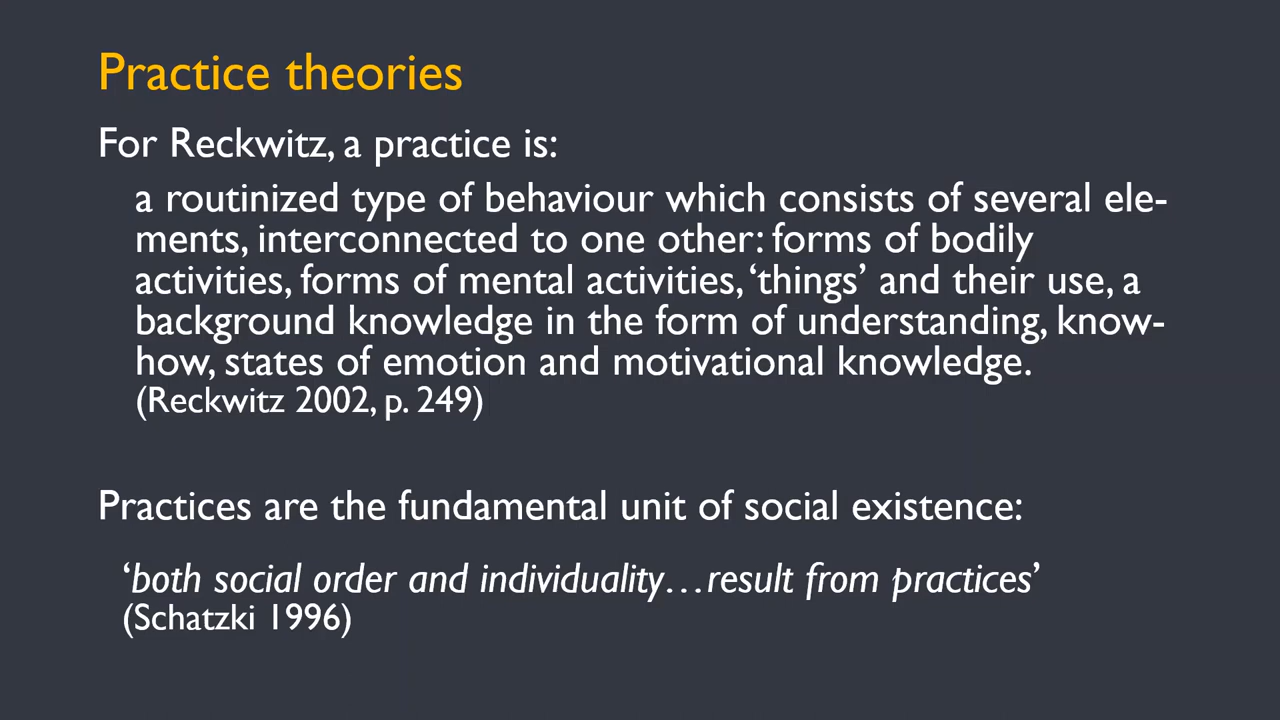 Practice theories
For Reckwitz, a practice is:
a routinized type of behaviour which consists of several ele-
ments, interconnected to one other: forms of bodily
activities, forms of mental activities, ‘things’ and their use, a
background knowledge in the form of understanding, know-
how, states of emotion and motivational knowledge.
(Reckwitz 2002, p. 249)
Practices are the fundamental unit of social existence:
‘both social order and individuality…result from practices’
(Schatzki 1996)